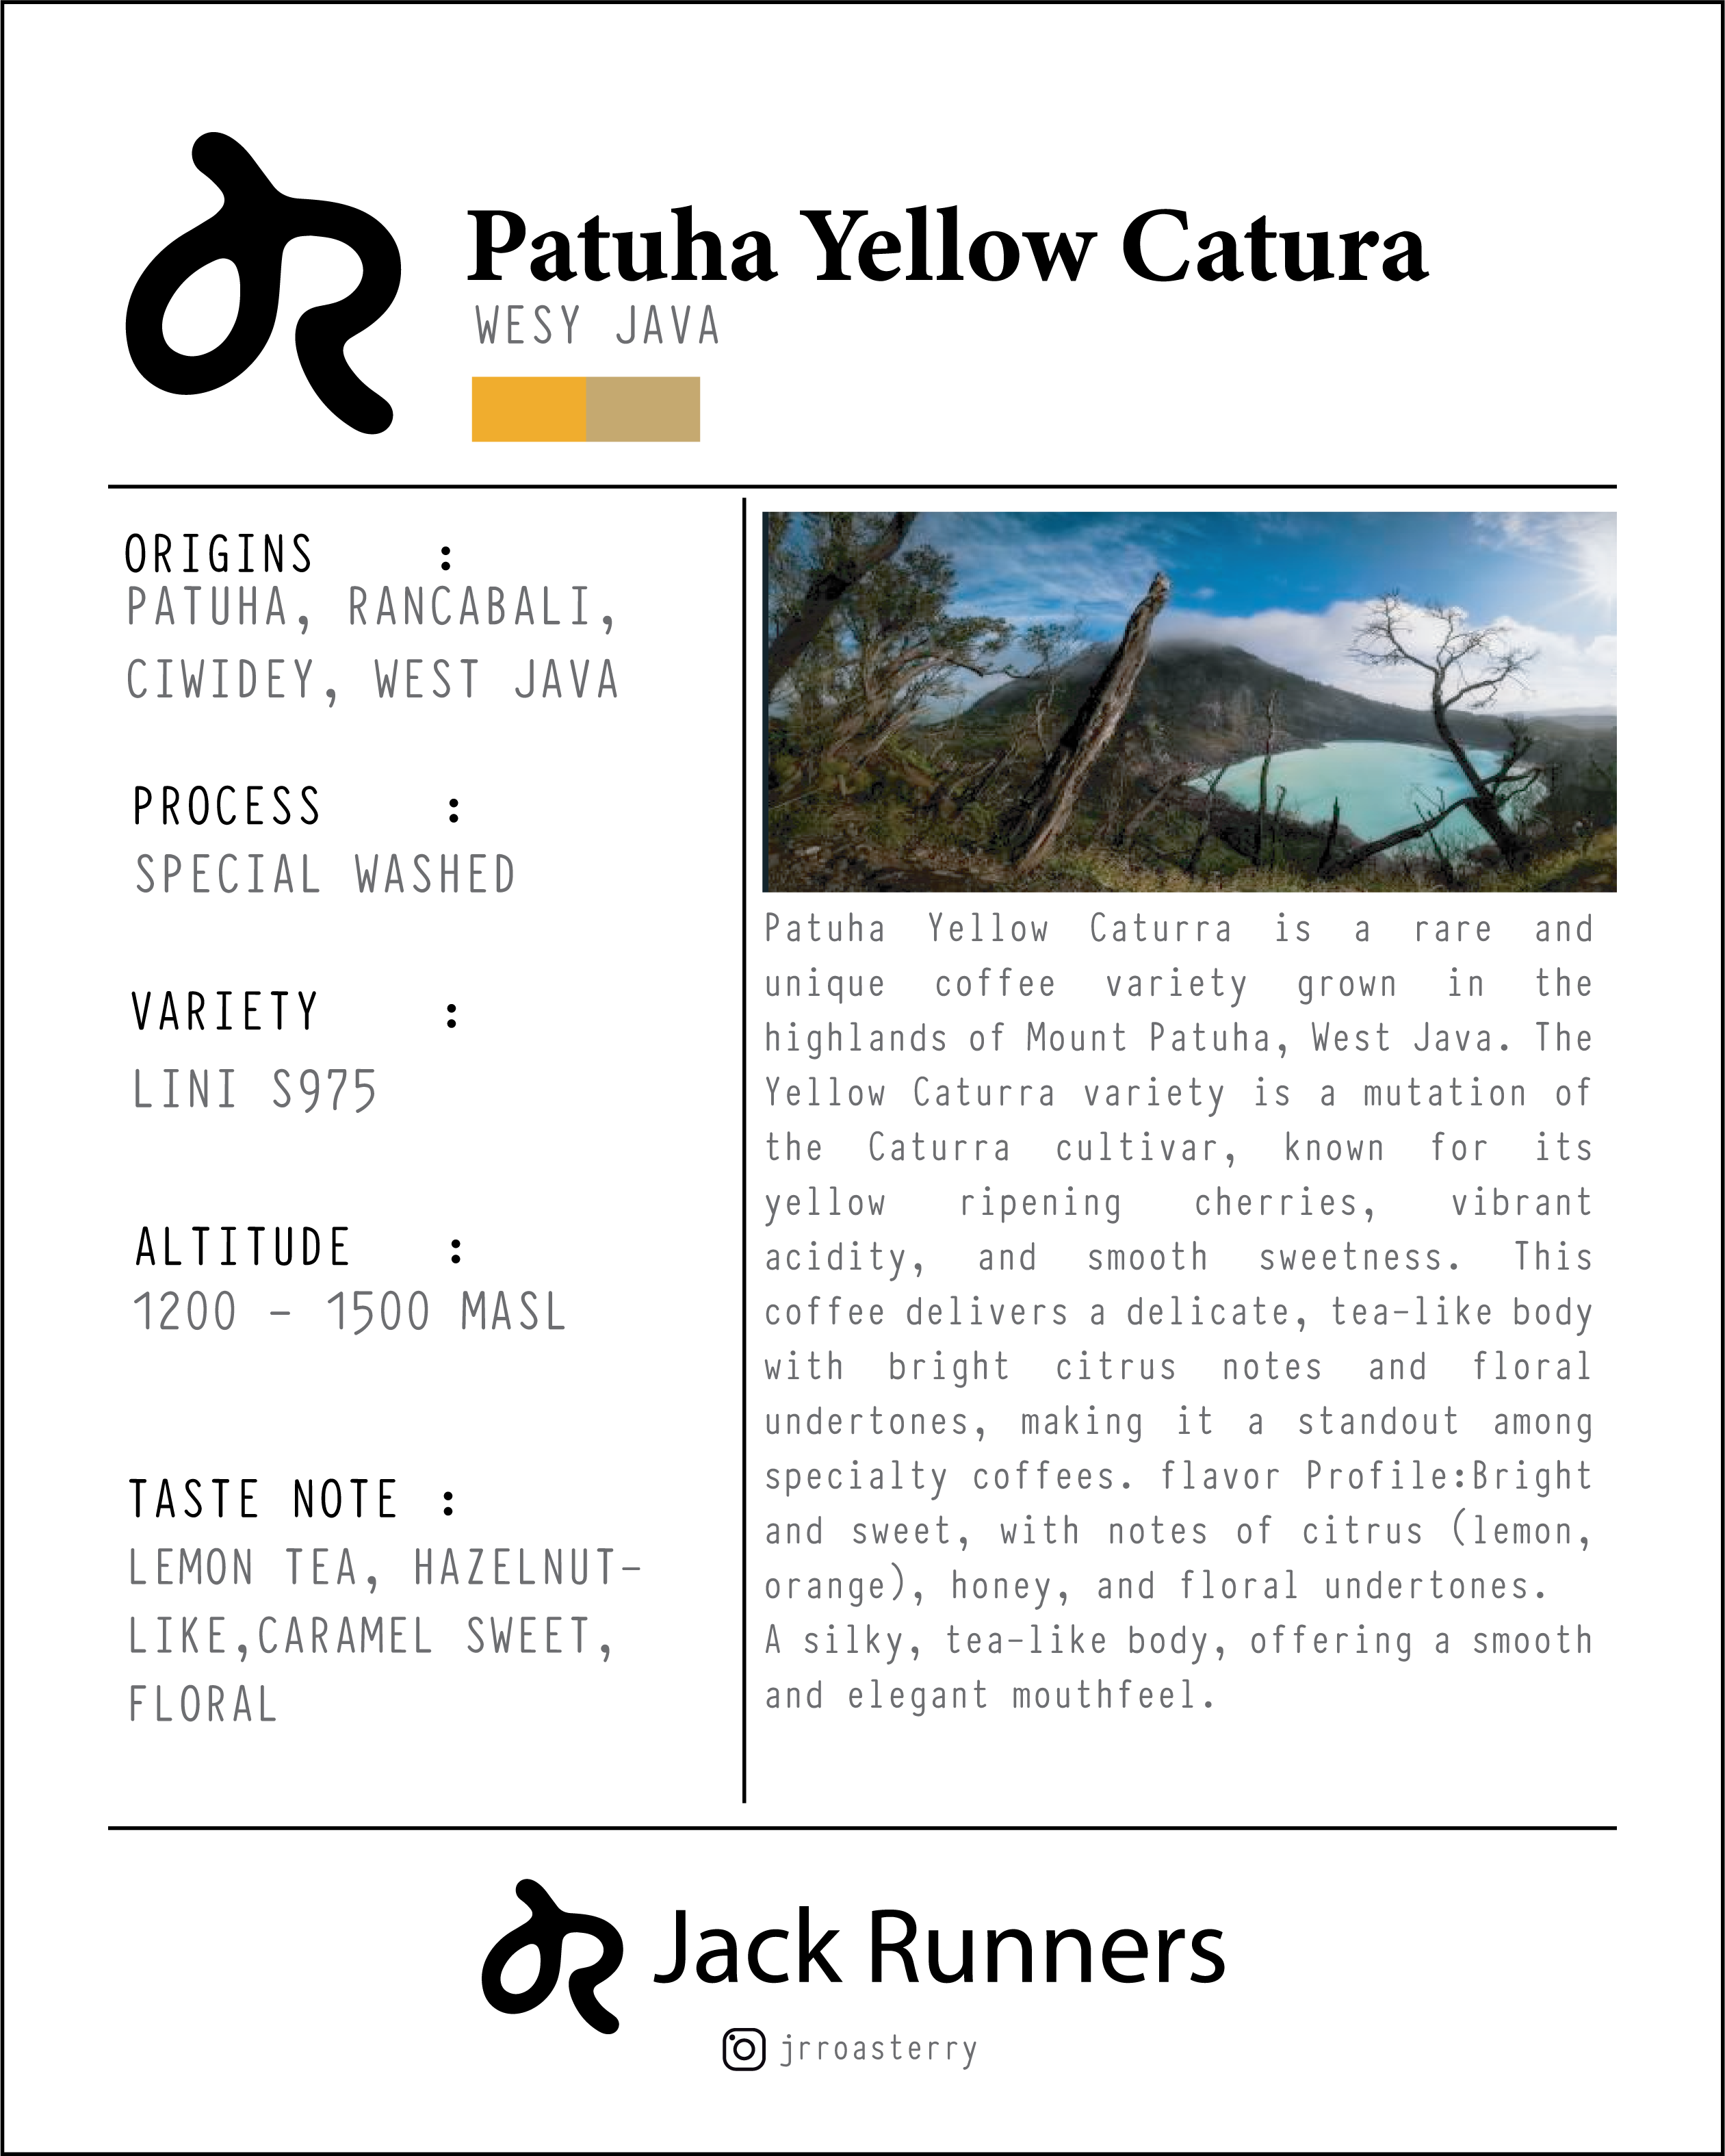 Patuha Yellow Catura
WESY JAVA
ORIGINS :
PATUHA, RANCABALI,
CIWIDEY, WEST JAVA
PROCESS :
SPECIAL WASHED
VARIETY :
LINI S975
ALTITUDE :
1200 - 1500 MASL
TASTE NOTE :
LEMON TEA, HAZELNUT-
LIKE,CARAMEL SWEET,
FLORAL
Patuha Yellow Caturra is a rare and
unique coffee variety grown in the
highlands of Mount Patuha, West Java. The
Yellow Caturra variety is a mutation of
the Caturra cultivar, known for its
yellow ripening cherries, vibrant
acidity, and smooth sweetness. This
coffee delivers a delicate, tea-like body
with bright citrus notes and floral
undertones, making it a standout among
specialty coffees. flavor Profile:Bright
and sweet, with notes of citrus (lemon,
orange), honey, and floral undertones.
A silky, tea-like body, offering a smooth
and elegant mouthfeel.
Jack Runners
jrroasterry